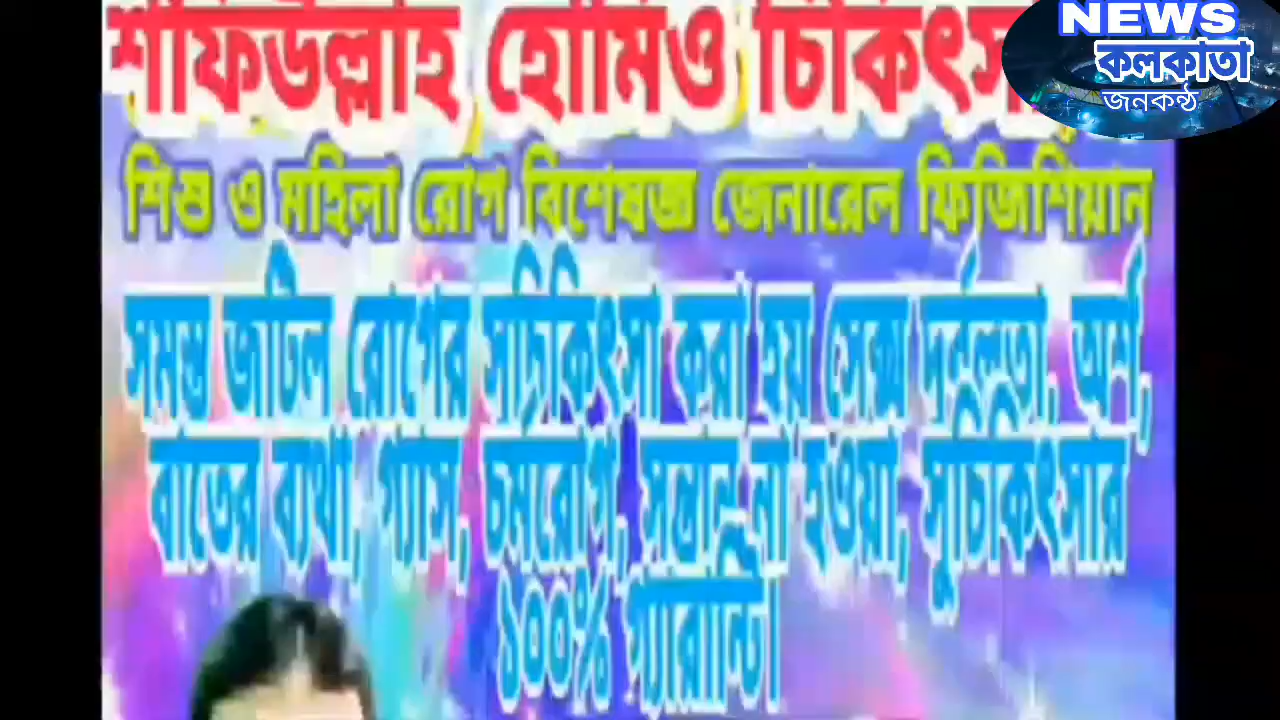 শফিউল্লাহ হোমিও চিকিৎসা
NEWS
কলকাতা
জনকন্ঠ
শিশু ও মহিলা রোগ বিশেষজ্ঞ জেনারেল ফিজিশিয়ান
সমস্ত জটিল রোগের সুচিকিৎসা করা হয় সেক্স দুর্বলতা, অর্শ,
বাতের ব্যথা, গ্যাস, চর্মরোগ, সন্তান না হওয়া, সুচিকিৎসার
১০০% গ্যারান্টি